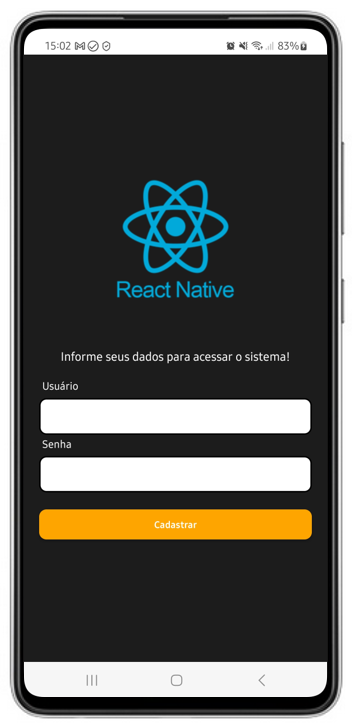 15:02 83%
React Native
Informe seus dados para acessar o sistema!
Usuário
Senha
Cadastrar